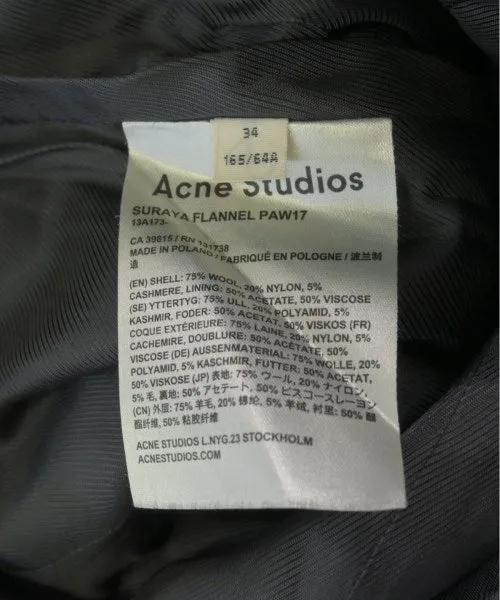 34
165/64A
Acne Studios
SURAYA FLANNEL PAW17
13A173-
CA 39815 / RN 131738
MADE IN POLAND / FABRIQUÉ EN POLOGNE / 波兰制
造
(EN) SHELL: 75% WOOL, 20% NYLON, 5%
CASHMERE, LINING: 50% ACETATE, 50% VISCOSE
(SE) YTTERTYG: 75% ULL, 20% POLYAMID, 5%
KASHMIR, FODER: 50% ACETAT, 50% VISKOS (FR)
COQUE EXTÉRIEURE: 75% LAINE, 20% NYLON, 5%
CACHEMIRE, DOUBLURE: 50% ACETATE, 50%
VISCOSE (DE) AUSSENMATERIAL: 75% WOLLE, 20%
POLYAMID, 5% KASCHMIR, FUTTER: 50% ACETAT,
50% VISKOSE (JP) 表地: 75% ウール, 20% ナイロン,
5% 毛, 裏地: 50% アセテート, 50% ビスコースレーヨン
(CN) 外层: 75% 羊毛, 20% 锦纶, 5% 羊绒, 衬里: 50% 醋
酯纤维, 50% 粘胶纤维
ACNE STUDIOS L.NYG.23 STOCKHOLM
ACNESTUDIOS.COM